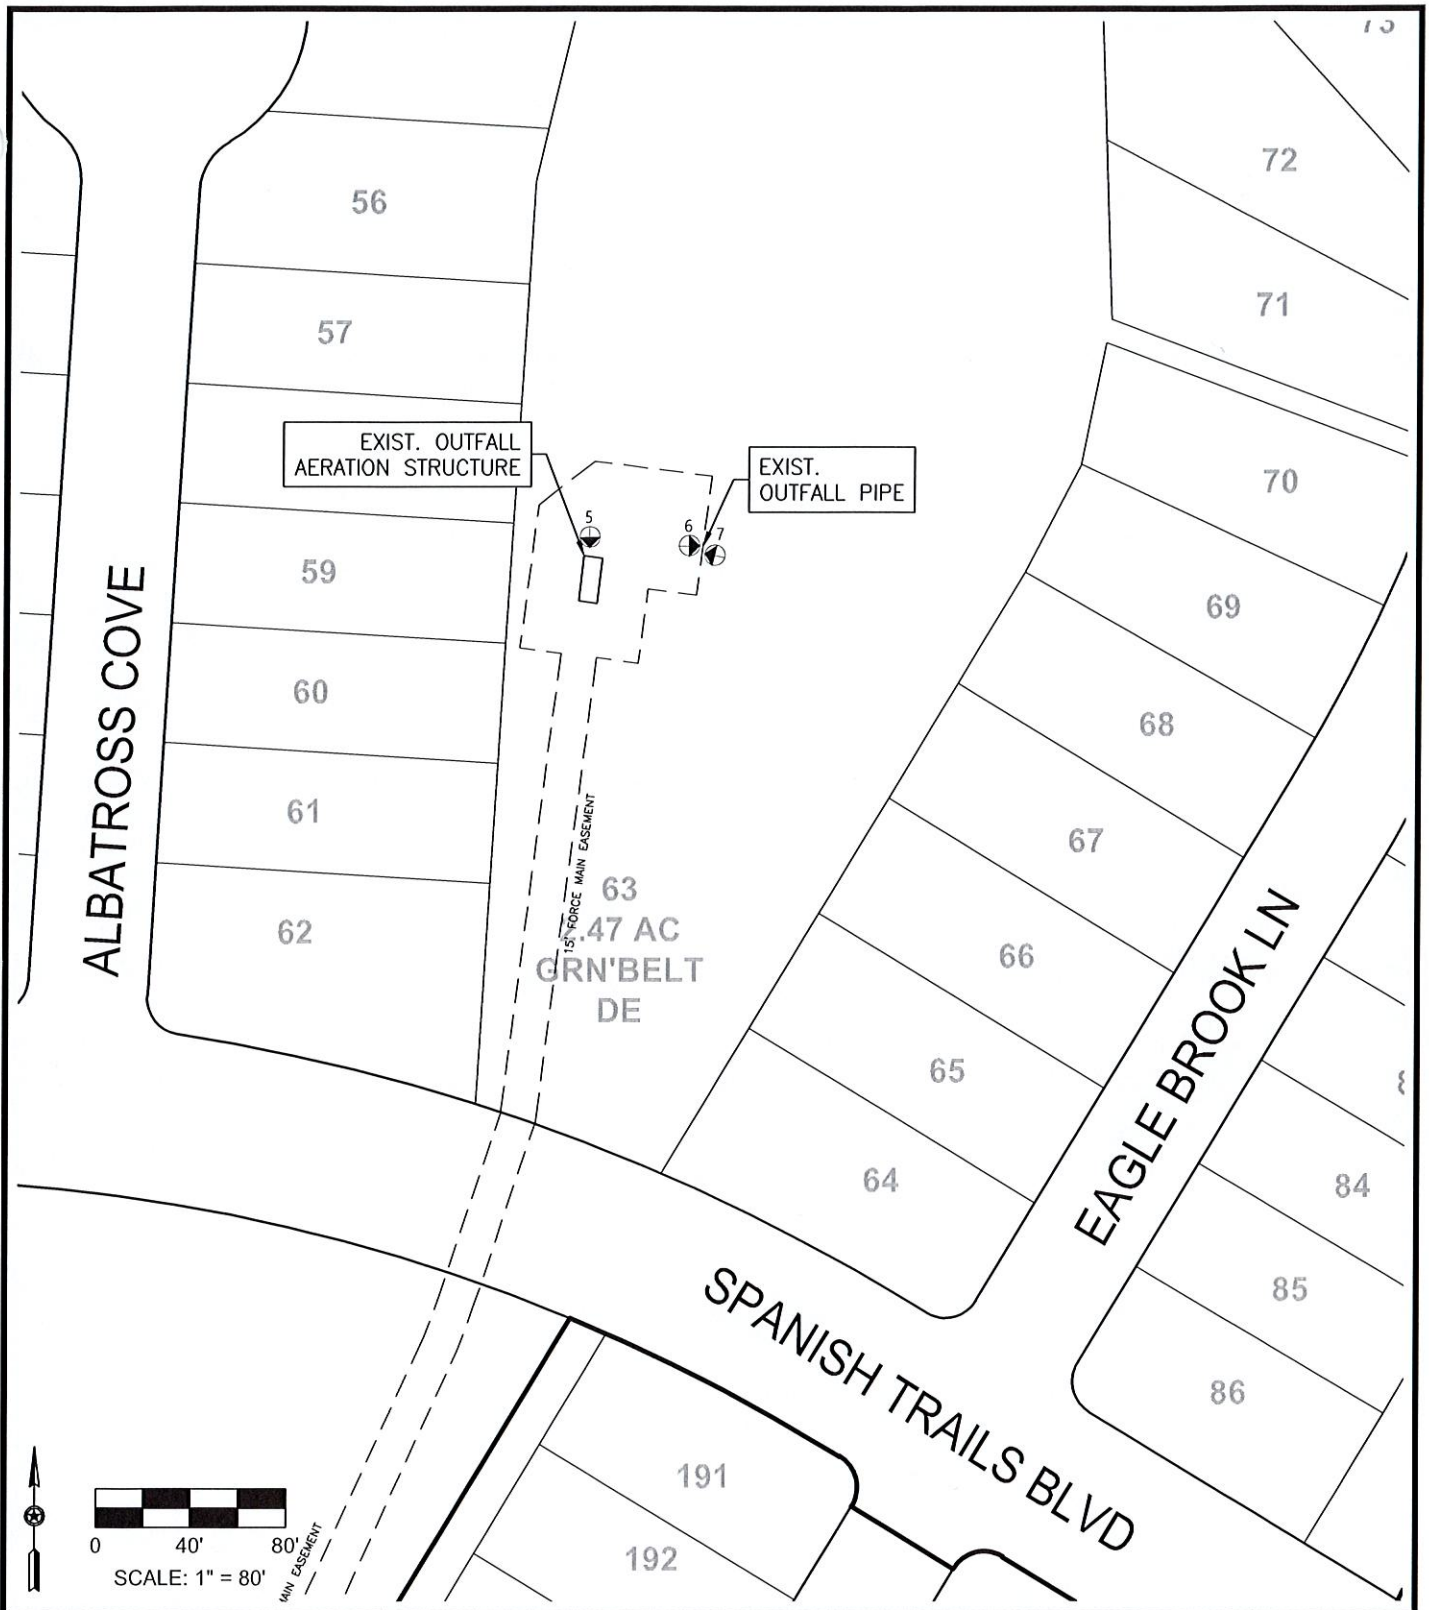 72
56
71
57
EXIST. OUTFALL
AERATION STRUCTURE
EXIST.
OUTFALL PIPE
70
5
6
7
59
69
ALBATROSS COVE
60
68
61
15' FORCE MAIN EASEMENT
67
63
.47 AC
GRN'BELT
DE
62
66
EAGLE BROOK LN
65
64
84
85
SPANISH TRAILS BLVD
86
191
192
0 40' 80'
SCALE: 1" = 80'
EASEMENT